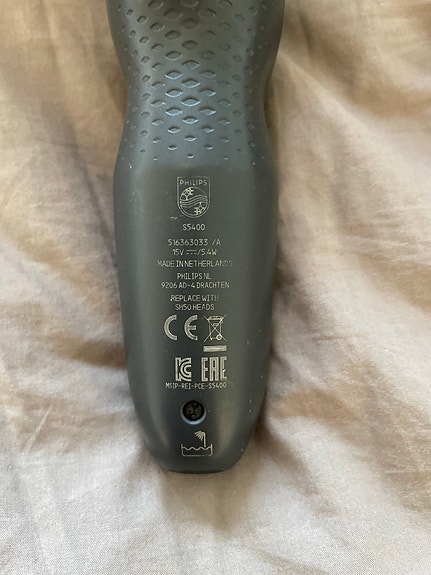 PHILIPS
S5400
516363033 /A
15V ⎓/5.4W
MADE IN NETHERLANDS
PHILIPS NL
9206 AD-4 DRACHTEN
REPLACE WITH
SH50 HEADS
CE
KC EAC
MSIP-REI-PCE-S5400